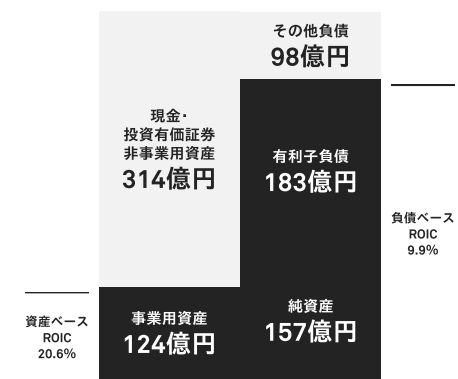 その他負債
98億円
現金・
投資有価証券
非事業用資産
314億円
有利子負債
183億円
負債ベース
ROIC
9.9%
資産ベース
ROIC
20.6%
事業用資産
124億円
純資産
157億円